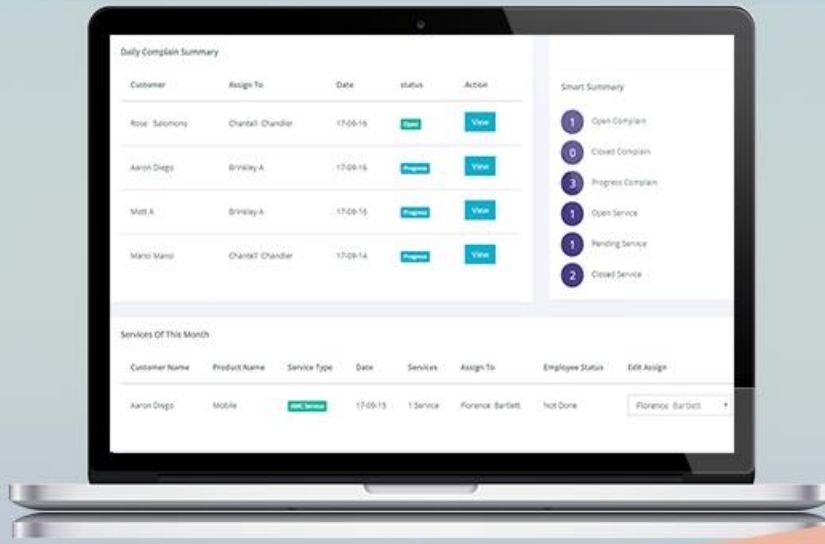 Daily Complain Summary
Customer Assign To Date status Action
Rose Salomons Chantell Chandler 17-09-16 Open View
Aaron Diego Brinkley A 17-09-16 Progress View
Matt A Brinkley A 17-09-16 Progress View
Mansi Mansi Chantell Chandler 17-09-14 Progress View
Smart Summary
1 Open Complain
0 Closed Complain
3 Progress Complain
1 Open Service
1 Pending Service
2 Closed Service
Services Of This Month
Customer Name Product Name Service Type Date Services Assign To Employee Status Edit Assign
Aaron Diego Mobile AMC Service 17-09-15 1 Service Florence Bartlett Not Done Florence Bartlett